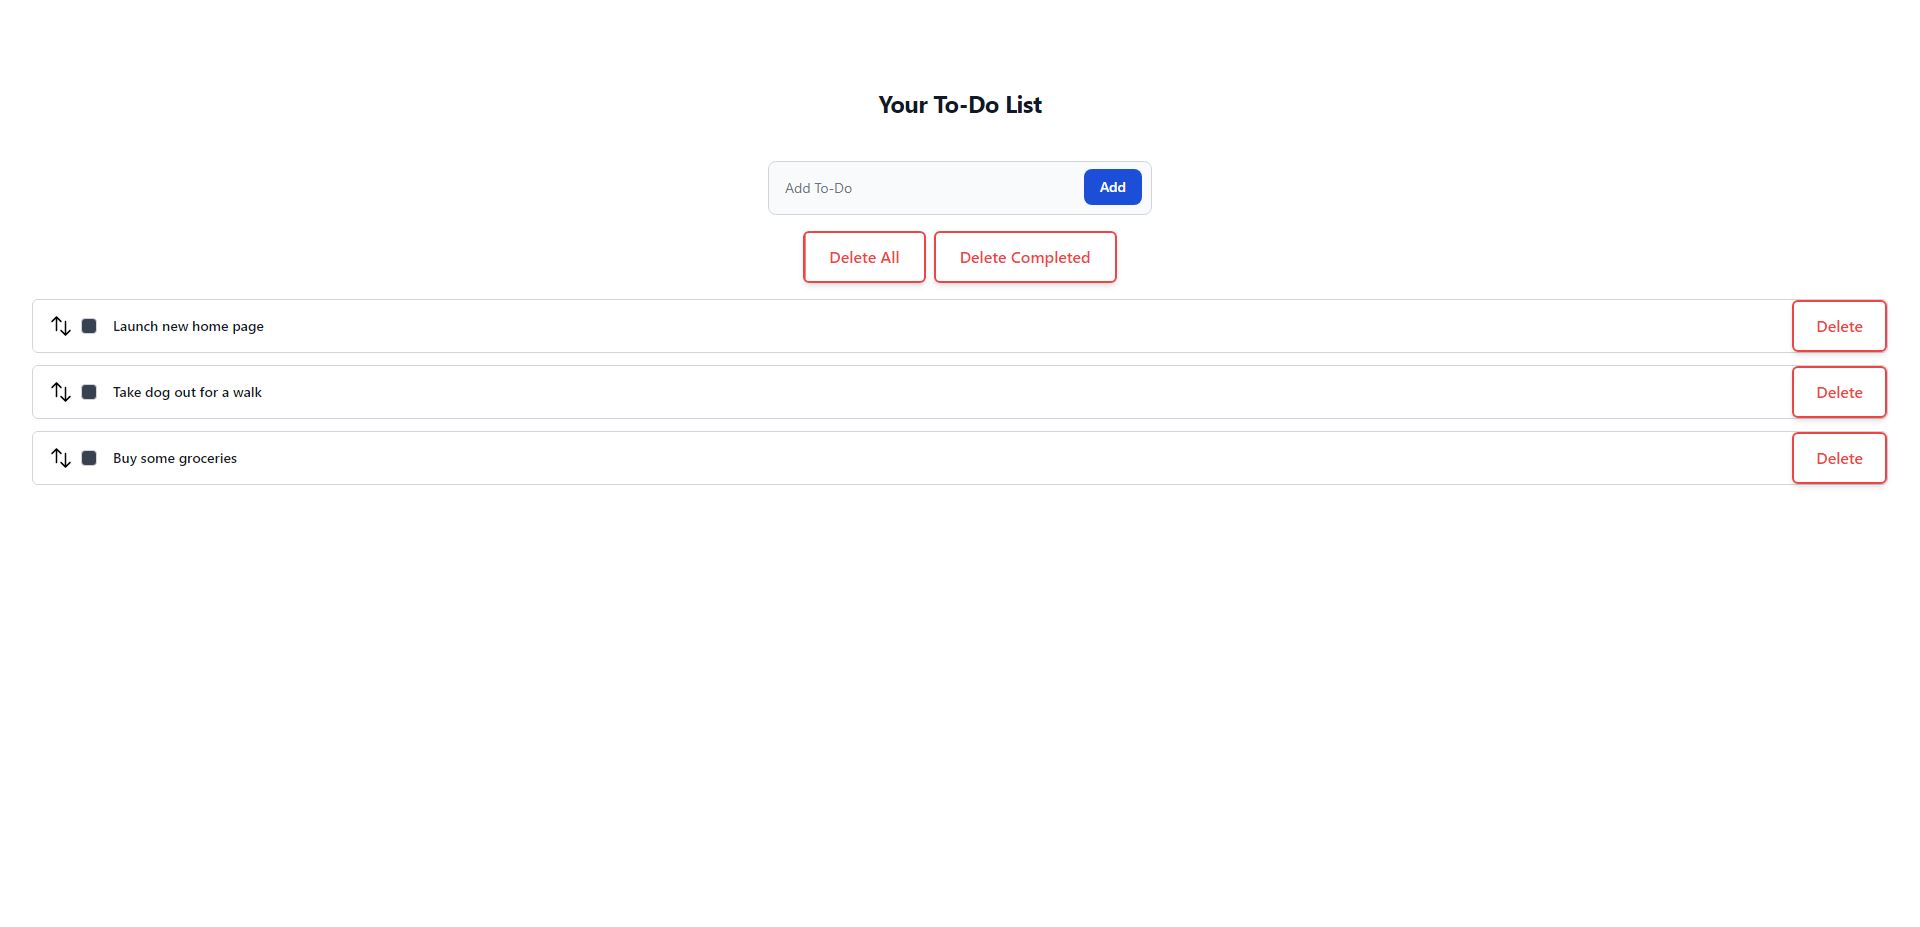 Your To-Do List
Add To-Do Add
Delete All Delete Completed
Launch new home page Delete
Take dog out for a walk Delete
Buy some groceries Delete